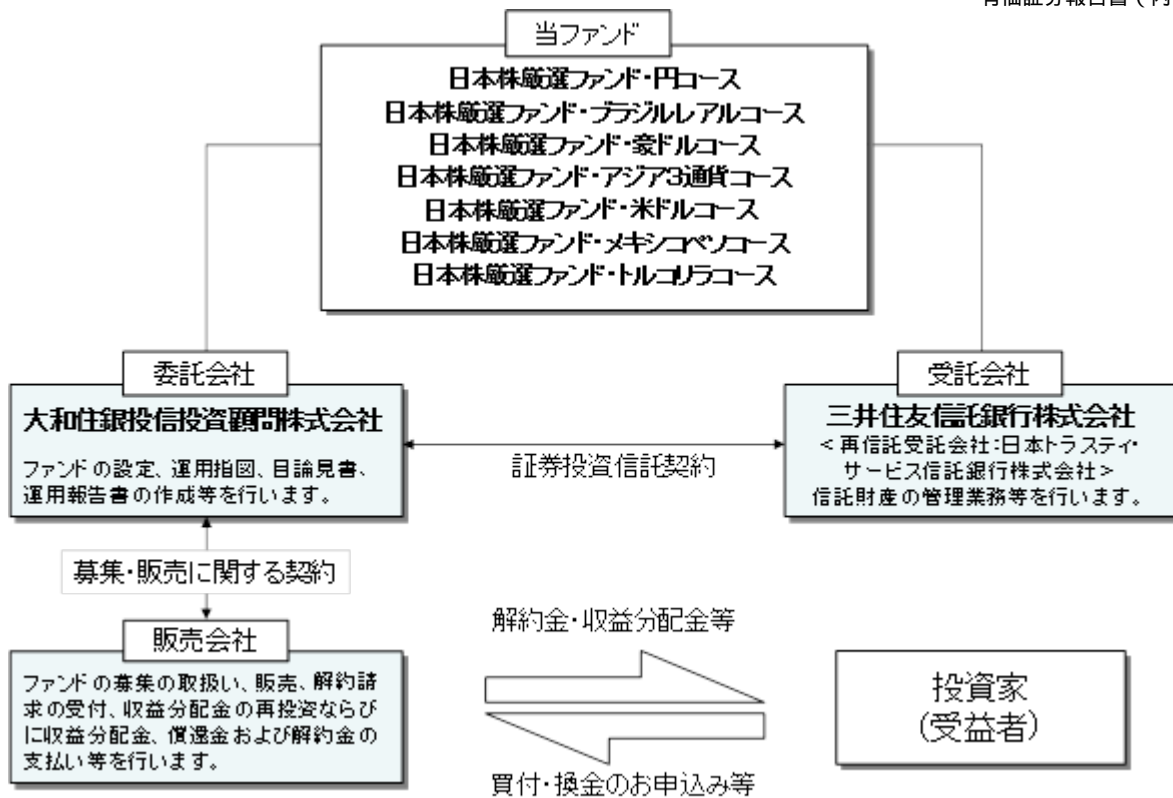 当ファンド
日本株厳選ファンド・円コース
日本株厳選ファンド・ブラジルレアルコース
日本株厳選ファンド・豪ドルコース
日本株厳選ファンド・アジア3通貨コース
日本株厳選ファンド・米ドルコース
日本株厳選ファンド・メキシコペソコース
日本株厳選ファンド・トルコリラコース
委託会社
大和住銀投信投資顧問株式会社
ファンドの設定、運用指図、目論見書、
運用報告書の作成等を行います。
証券投資信託契約
受託会社
三井住友信託銀行株式会社
<再信託受託会社:日本トラスティ・
サービス信託銀行株式会社>
信託財産の管理業務等を行います。
募集・販売に関する契約
販売会社
ファンドの募集の取扱い、販売、解約請
求の受付、収益分配金の再投資ならび
に収益分配金、償還金および解約金の
支払い等を行います。
解約金・収益分配金等
買付・換金のお申込み等
投資家
(受益者)